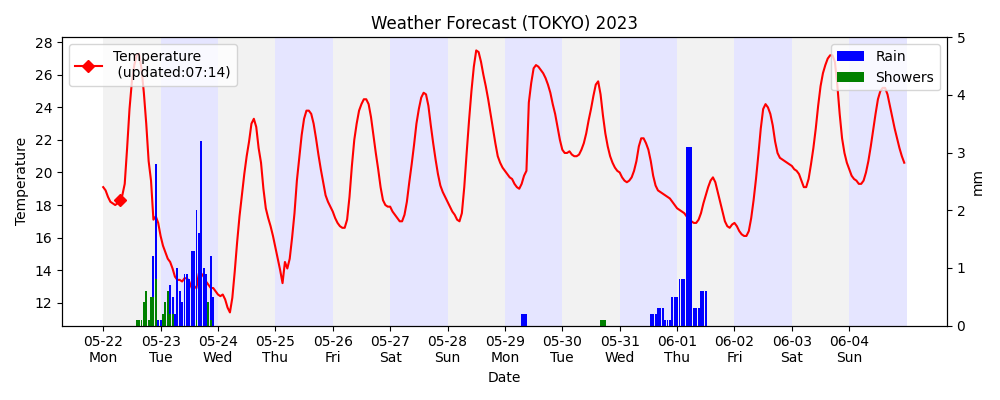 Weather Forecast (TOKYO) 2023
Temperature
(updated:07:14)
Rain
Showers
28
26
24
22
20
18
16
14
12
Temperature
5
4
3
2
1
0
mm
05-22 05-23 05-24 05-25 05-26 05-27 05-28 05-29 05-30 05-31 06-01 06-02 06-03 06-04
Mon Tue Wed Thu Fri Sat Sun Mon Tue Wed Thu Fri Sat Sun
Date